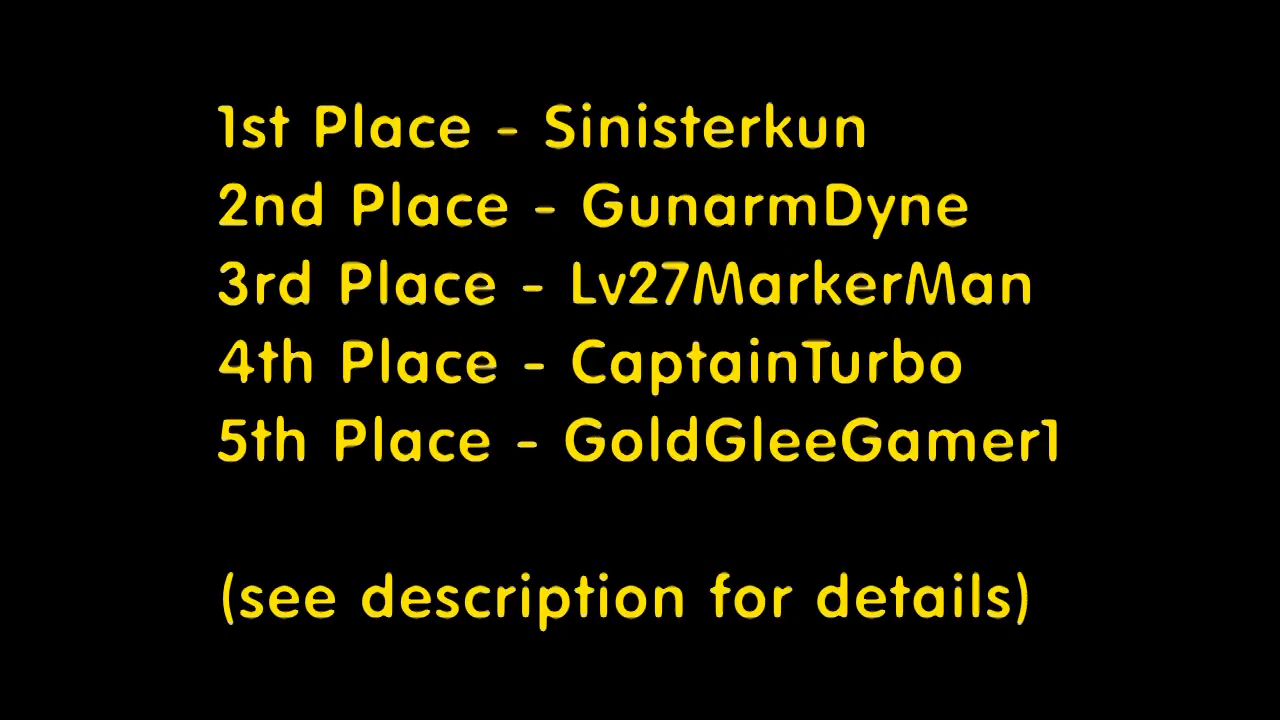 1st Place - Sinisterkun
2nd Place - GunarmDyne
3rd Place - Lv27MarkerMan
4th Place - CaptainTurbo
5th Place - GoldGleeGamer1
(see description for details)